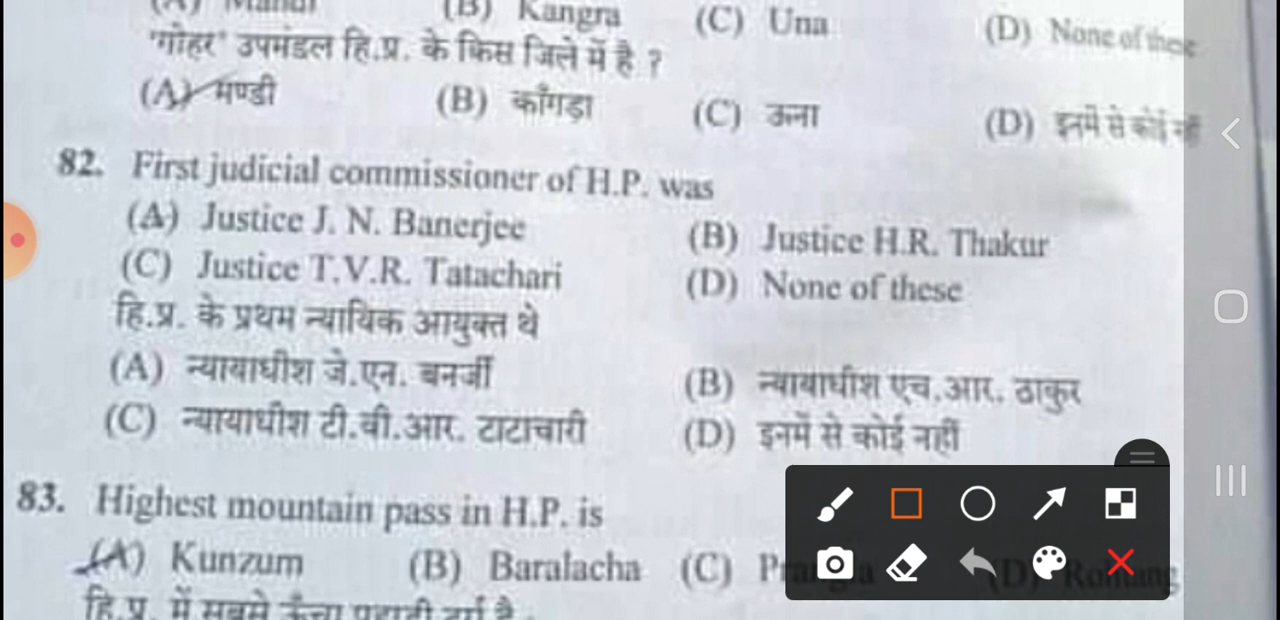 (B) Kangra (C) Una (D) None of these
'गोहर' उपमंडल हि.प्र. के किस जिले में है ?
(A) मण्डी (B) काँगड़ा (C) ऊना (D) इनमें से कोई
82. First judicial commissioner of H.P. was
(A) Justice J. N. Banerjee (B) Justice H.R. Thakur
(C) Justice T.V.R. Tatachari (D) None of these
हि.प्र. के प्रथम न्यायिक आयुक्त थे
(A) न्यायाधीश जे.एन. बनर्जी (B) न्यायाधीश एच.आर. ठाकुर
(C) न्यायाधीश टी.वी.आर. टाटाचारी (D) इनमें से कोई नहीं
83. Highest mountain pass in H.P. is
(A) Kunzum (B) Baralacha (C) (D)
हि.प्र. में सबसे ऊँचा